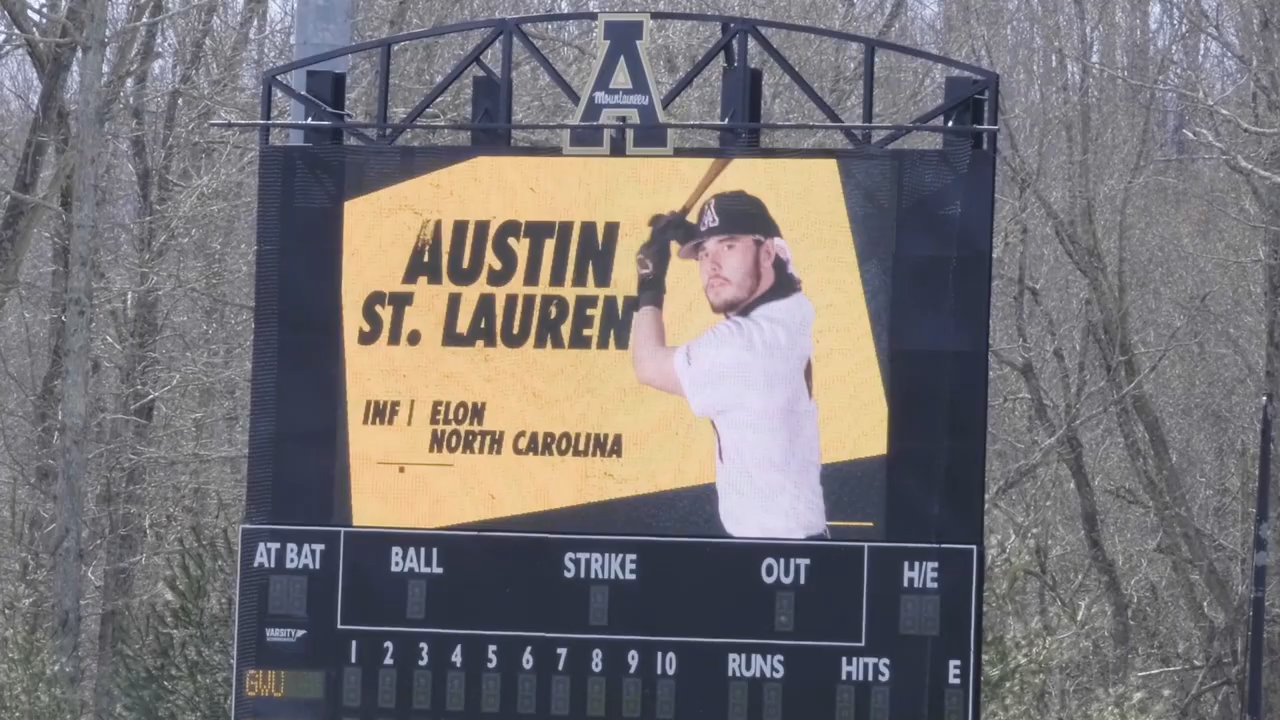 A
Mountaineers
AUSTIN
ST. LAUREN
INF | ELON
NORTH CAROLINA
A
AT BAT BALL STRIKE OUT H/E
VARSITY
1 2 3 4 5 6 7 8 9 10 RUNS HITS E
GWU